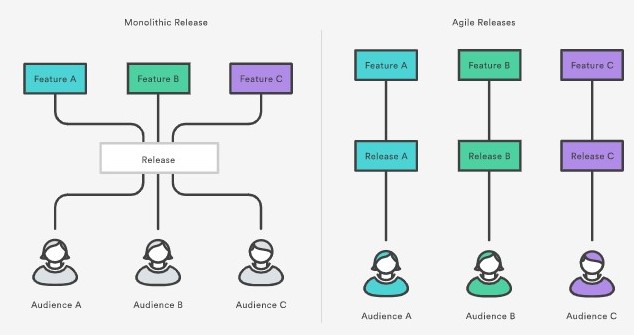 Monolithic Release
Feature A
Feature B
Feature C
Release
Audience A
Audience B
Audience C
Agile Releases
Feature A
Feature B
Feature C
Release A
Release B
Release C
Audience A
Audience B
Audience C